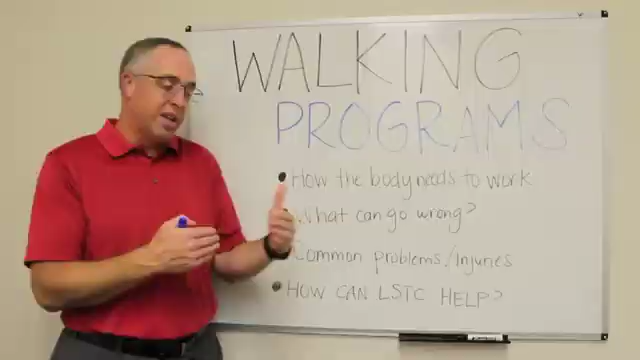 WALKING
PROGRAMS
How the body needs to work
What can go wrong?
Common problems/Injuries
HOW CAN LSTC HELP?